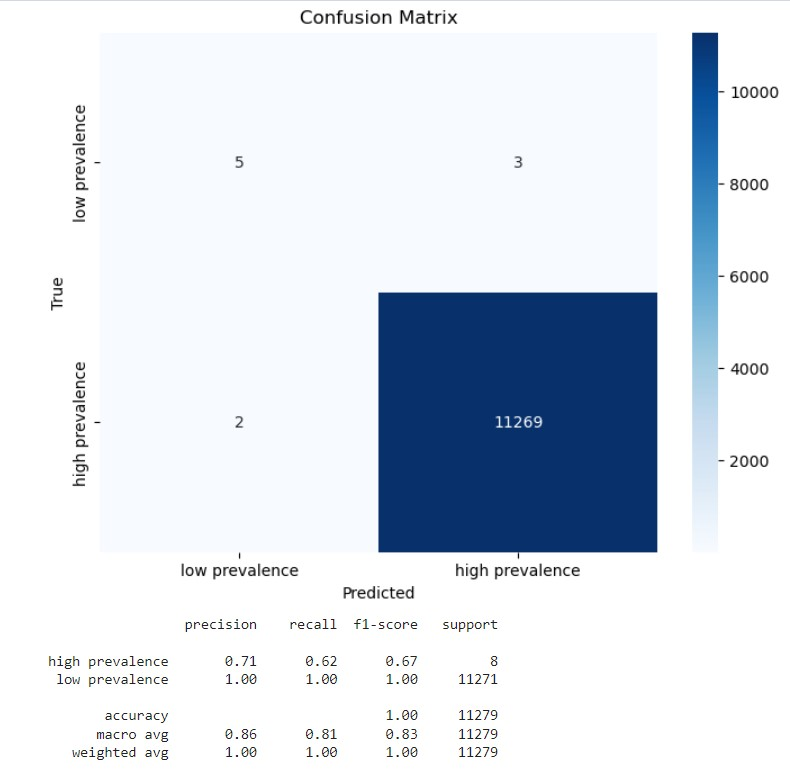 Confusion Matrix
low prevalence
5
3
10000
8000
6000
4000
2000
True
high prevalence
2
11269
low prevalence
high prevalence
Predicted
precision recall f1-score support
high prevalence 0.71 0.62 0.67 8
low prevalence 1.00 1.00 1.00 11271
accuracy 1.00 11279
macro avg 0.86 0.81 0.83 11279
weighted avg 1.00 1.00 1.00 11279